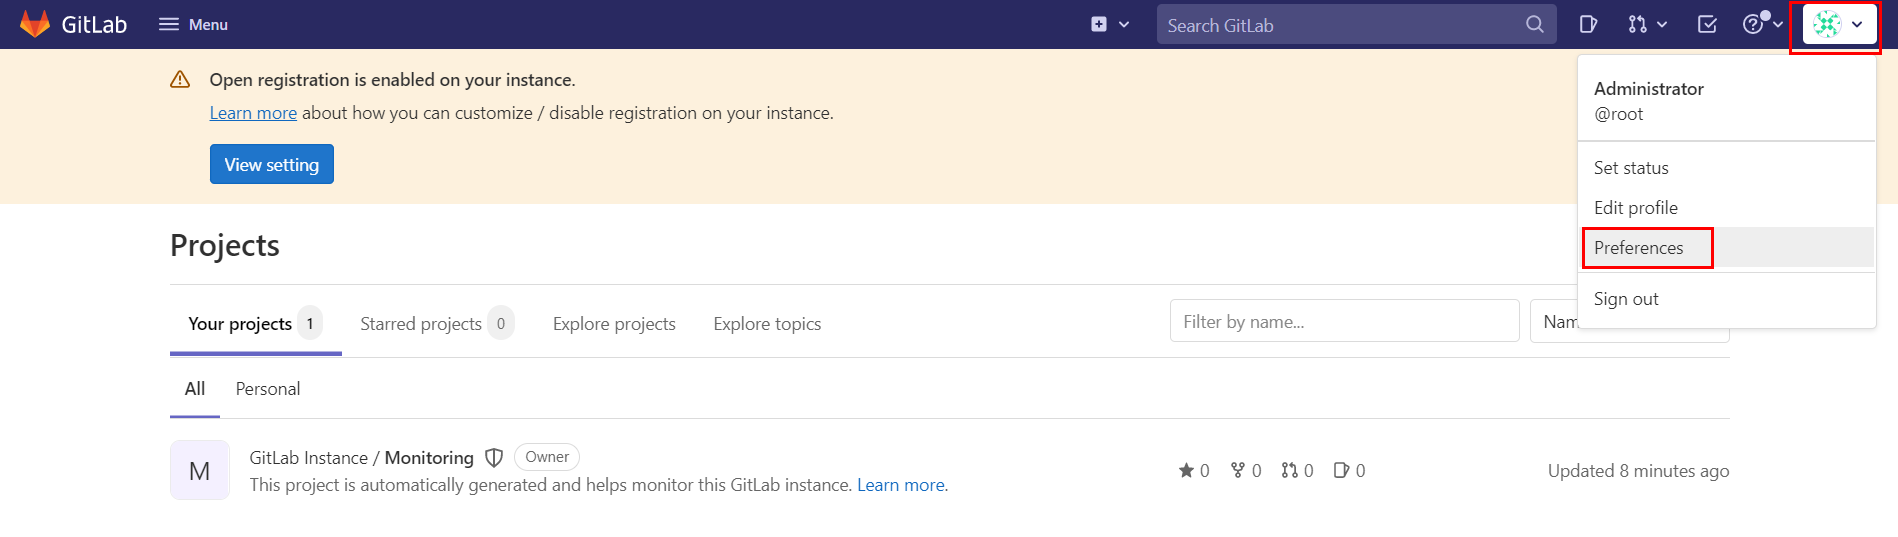 GitLab Menu Search GitLab
Open registration is enabled on your instance.
Learn more about how you can customize / disable registration on your instance.
View setting
Administrator
@root
Set status
Edit profile
Preferences
Sign out
Projects
Your projects 1 Starred projects 0 Explore projects Explore topics Filter by name... Nam
All Personal
M
GitLab Instance / Monitoring Owner
This project is automatically generated and helps monitor this GitLab instance. Learn more.
0 0 0 0 Updated 8 minutes ago